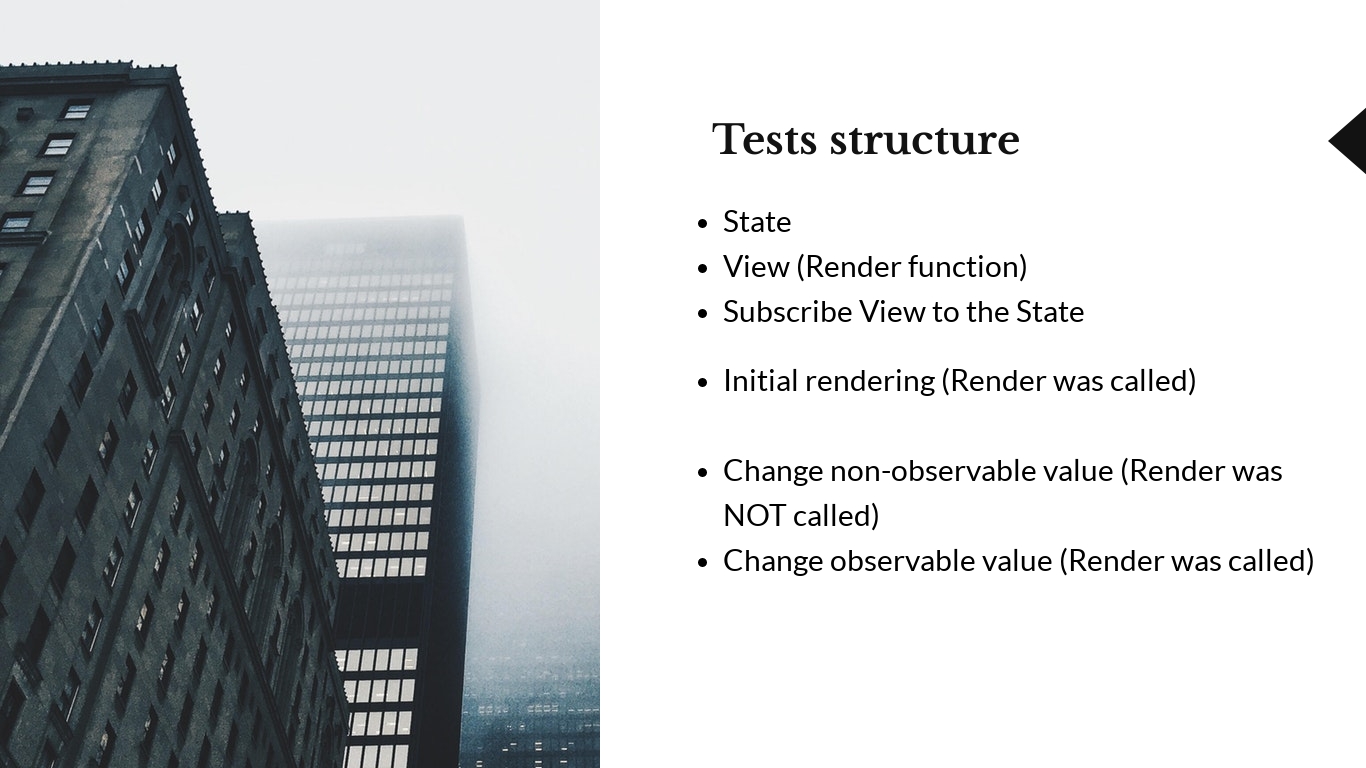 Tests structure
• State
• View (Render function)
• Subscribe View to the State
• Initial rendering (Render was called)
• Change non-observable value (Render was
NOT called)
• Change observable value (Render was called)